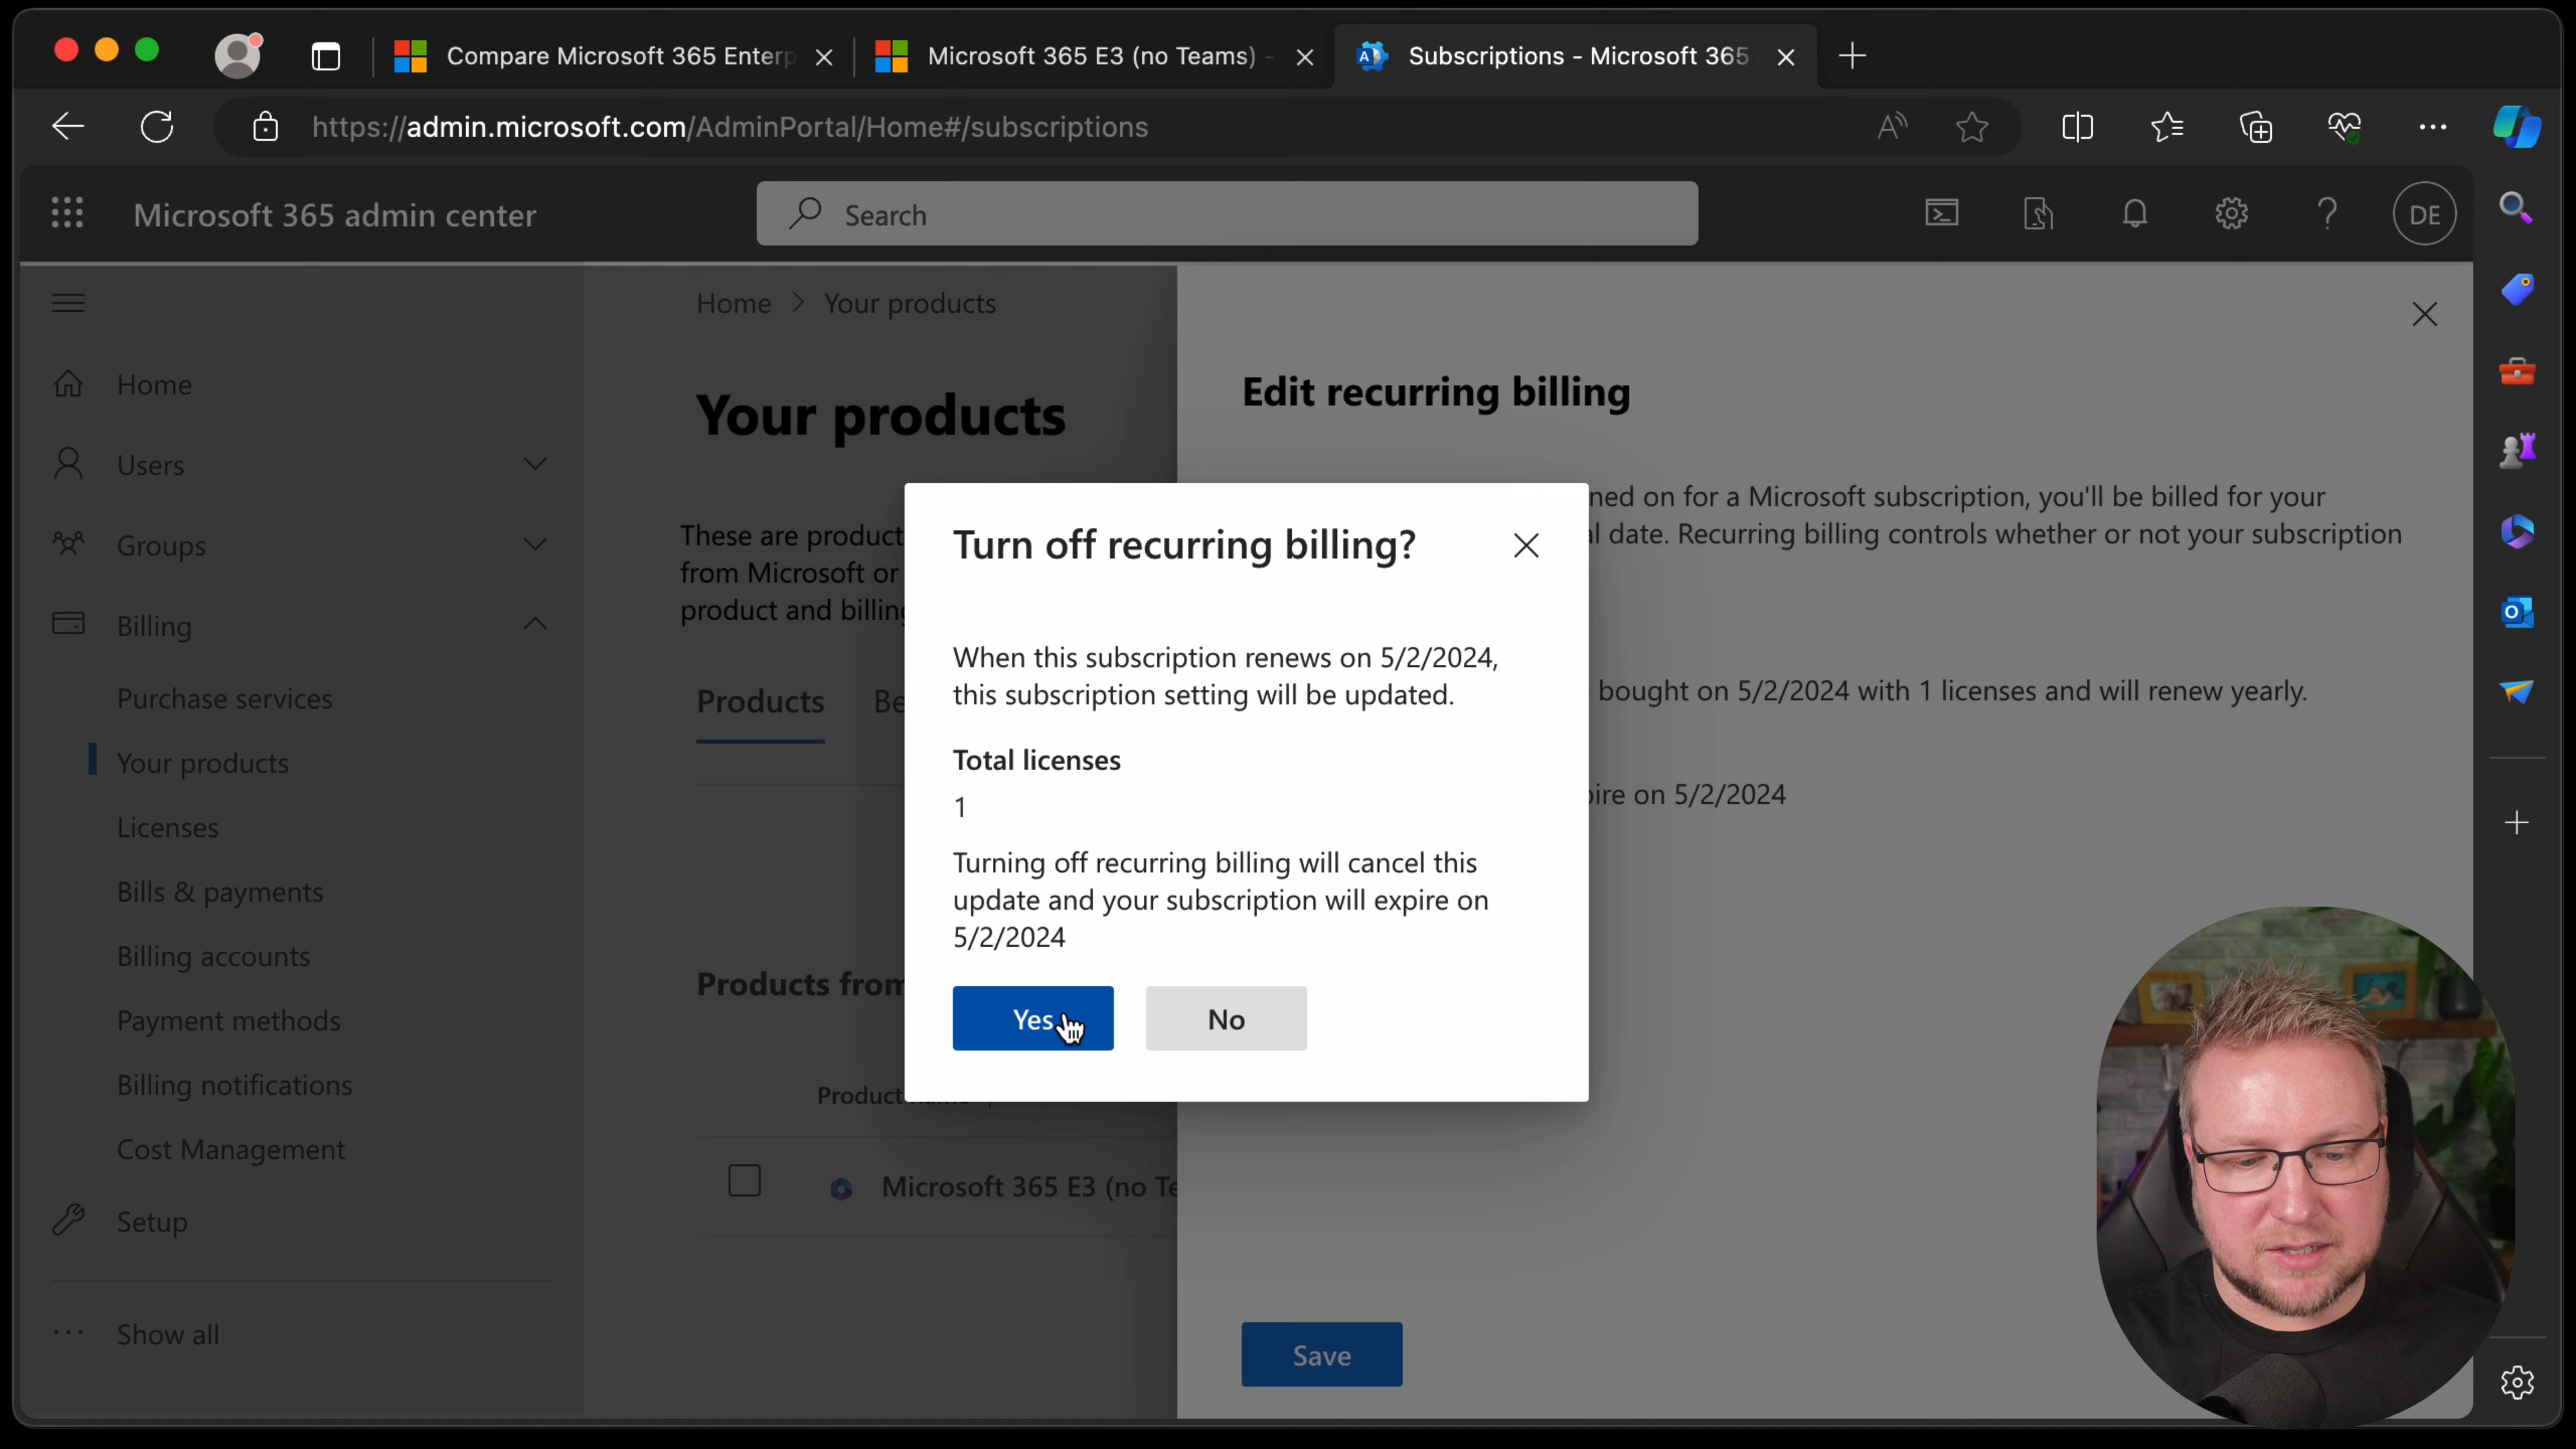 Compare Microsoft 365 Enterp
Microsoft 365 E3 (no Teams) -
Subscriptions - Microsoft 365
https://admin.microsoft.com/AdminPortal/Home#/subscriptions
Microsoft 365 admin center
Search
DE
Home
Users
Groups
Billing
Purchase services
Your products
Licenses
Bills & payments
Billing accounts
Payment methods
Billing notifications
Cost Management
Setup
Show all
Home > Your products
Your products
These are product
from Microsoft or
product and billing
Products Be
Products from
Product
Microsoft 365 E3 (no Te
Edit recurring billing
ned on for a Microsoft subscription, you'll be billed for your
l date. Recurring billing controls whether or not your subscription
bought on 5/2/2024 with 1 licenses and will renew yearly.
ire on 5/2/2024
Save
Turn off recurring billing?
When this subscription renews on 5/2/2024,
this subscription setting will be updated.
Total licenses
1
Turning off recurring billing will cancel this
update and your subscription will expire on
5/2/2024
Yes
No